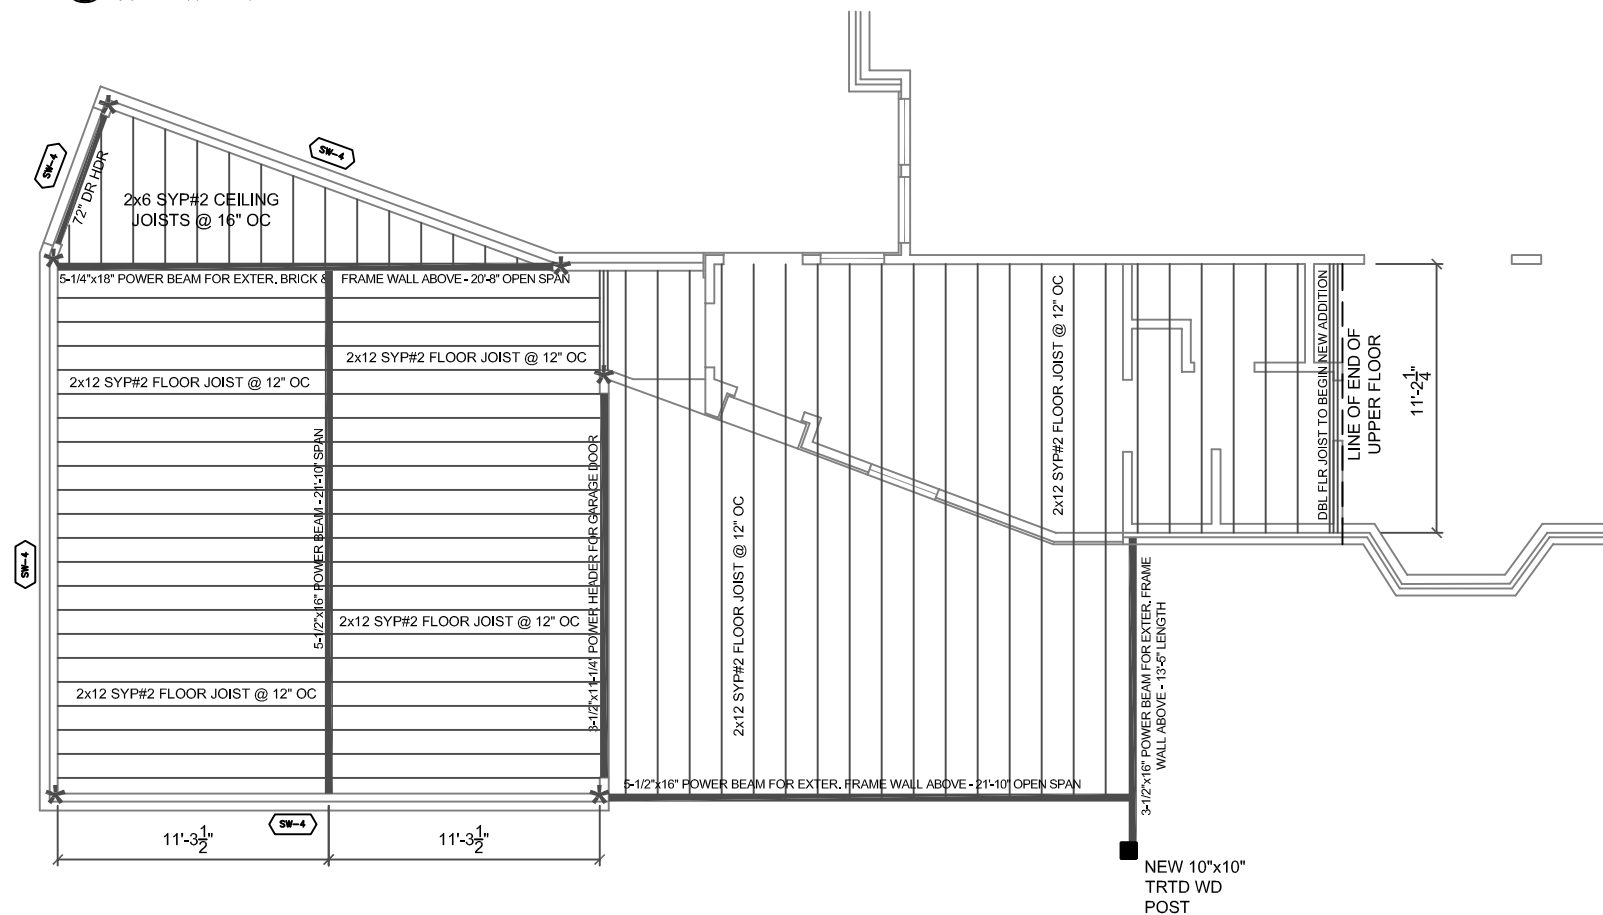 SW-4
SW-4
72" DR HDR
2x6 SYP#2 CEILING
JOISTS @ 16" OC
5-1/4"x18" POWER BEAM FOR EXTER. BRICK & FRAME WALL ABOVE - 20'-8" OPEN SPAN
2x12 SYP#2 FLOOR JOIST @ 12" OC
2x12 SYP#2 FLOOR JOIST @ 12" OC
5-1/2"x16" POWER BEAM - 21'-10" SPAN
3-1/2"x11-1/4" POWER HEADER FOR GARAGE DOOR
SW-4
2x12 SYP#2 FLOOR JOIST @ 12" OC
2x12 SYP#2 FLOOR JOIST @ 12" OC
2x12 SYP#2 FLOOR JOIST @ 12" OC
2x12 SYP#2 FLOOR JOIST @ 12" OC
DBL FLR JOIST TO BEGIN NEW ADDITION
LINE OF END OF
UPPER FLOOR
11'-2 1/4"
5-1/2"x16" POWER BEAM FOR EXTER. FRAME WALL ABOVE - 21'-10" OPEN SPAN
3-1/2"x16" POWER BEAM FOR EXTER. FRAME
WALL ABOVE - 13'-5" LENGTH
SW-4
11'-3 1/2"
11'-3 1/2"
NEW 10"x10"
TRTD WD
POST